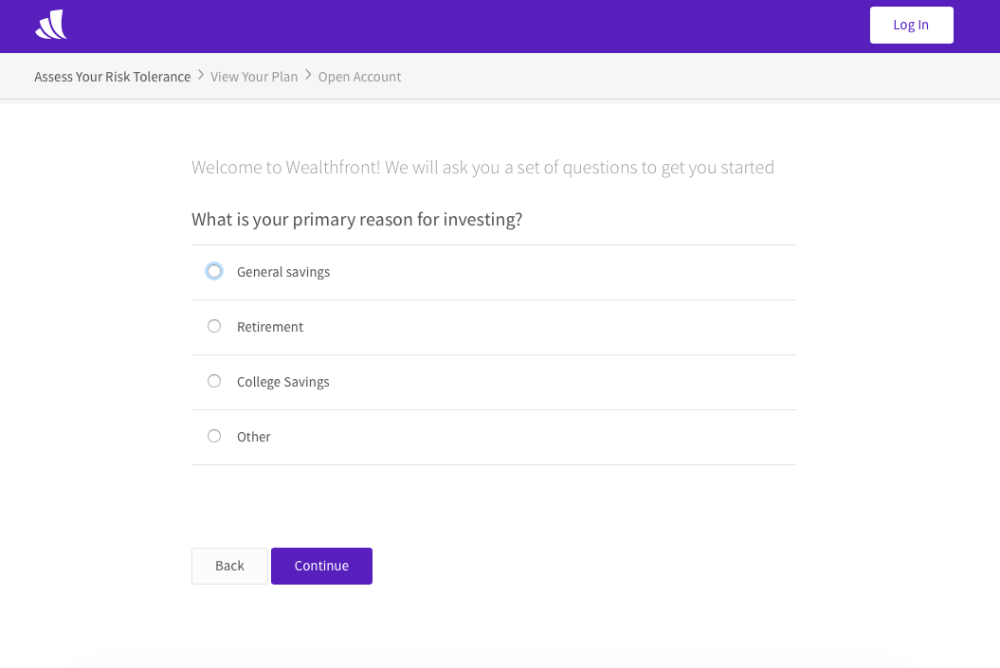 Log In
Assess Your Risk Tolerance > View Your Plan > Open Account
Welcome to Wealthfront! We will ask you a set of questions to get you started
What is your primary reason for investing?
General savings
Retirement
College Savings
Other
Back Continue